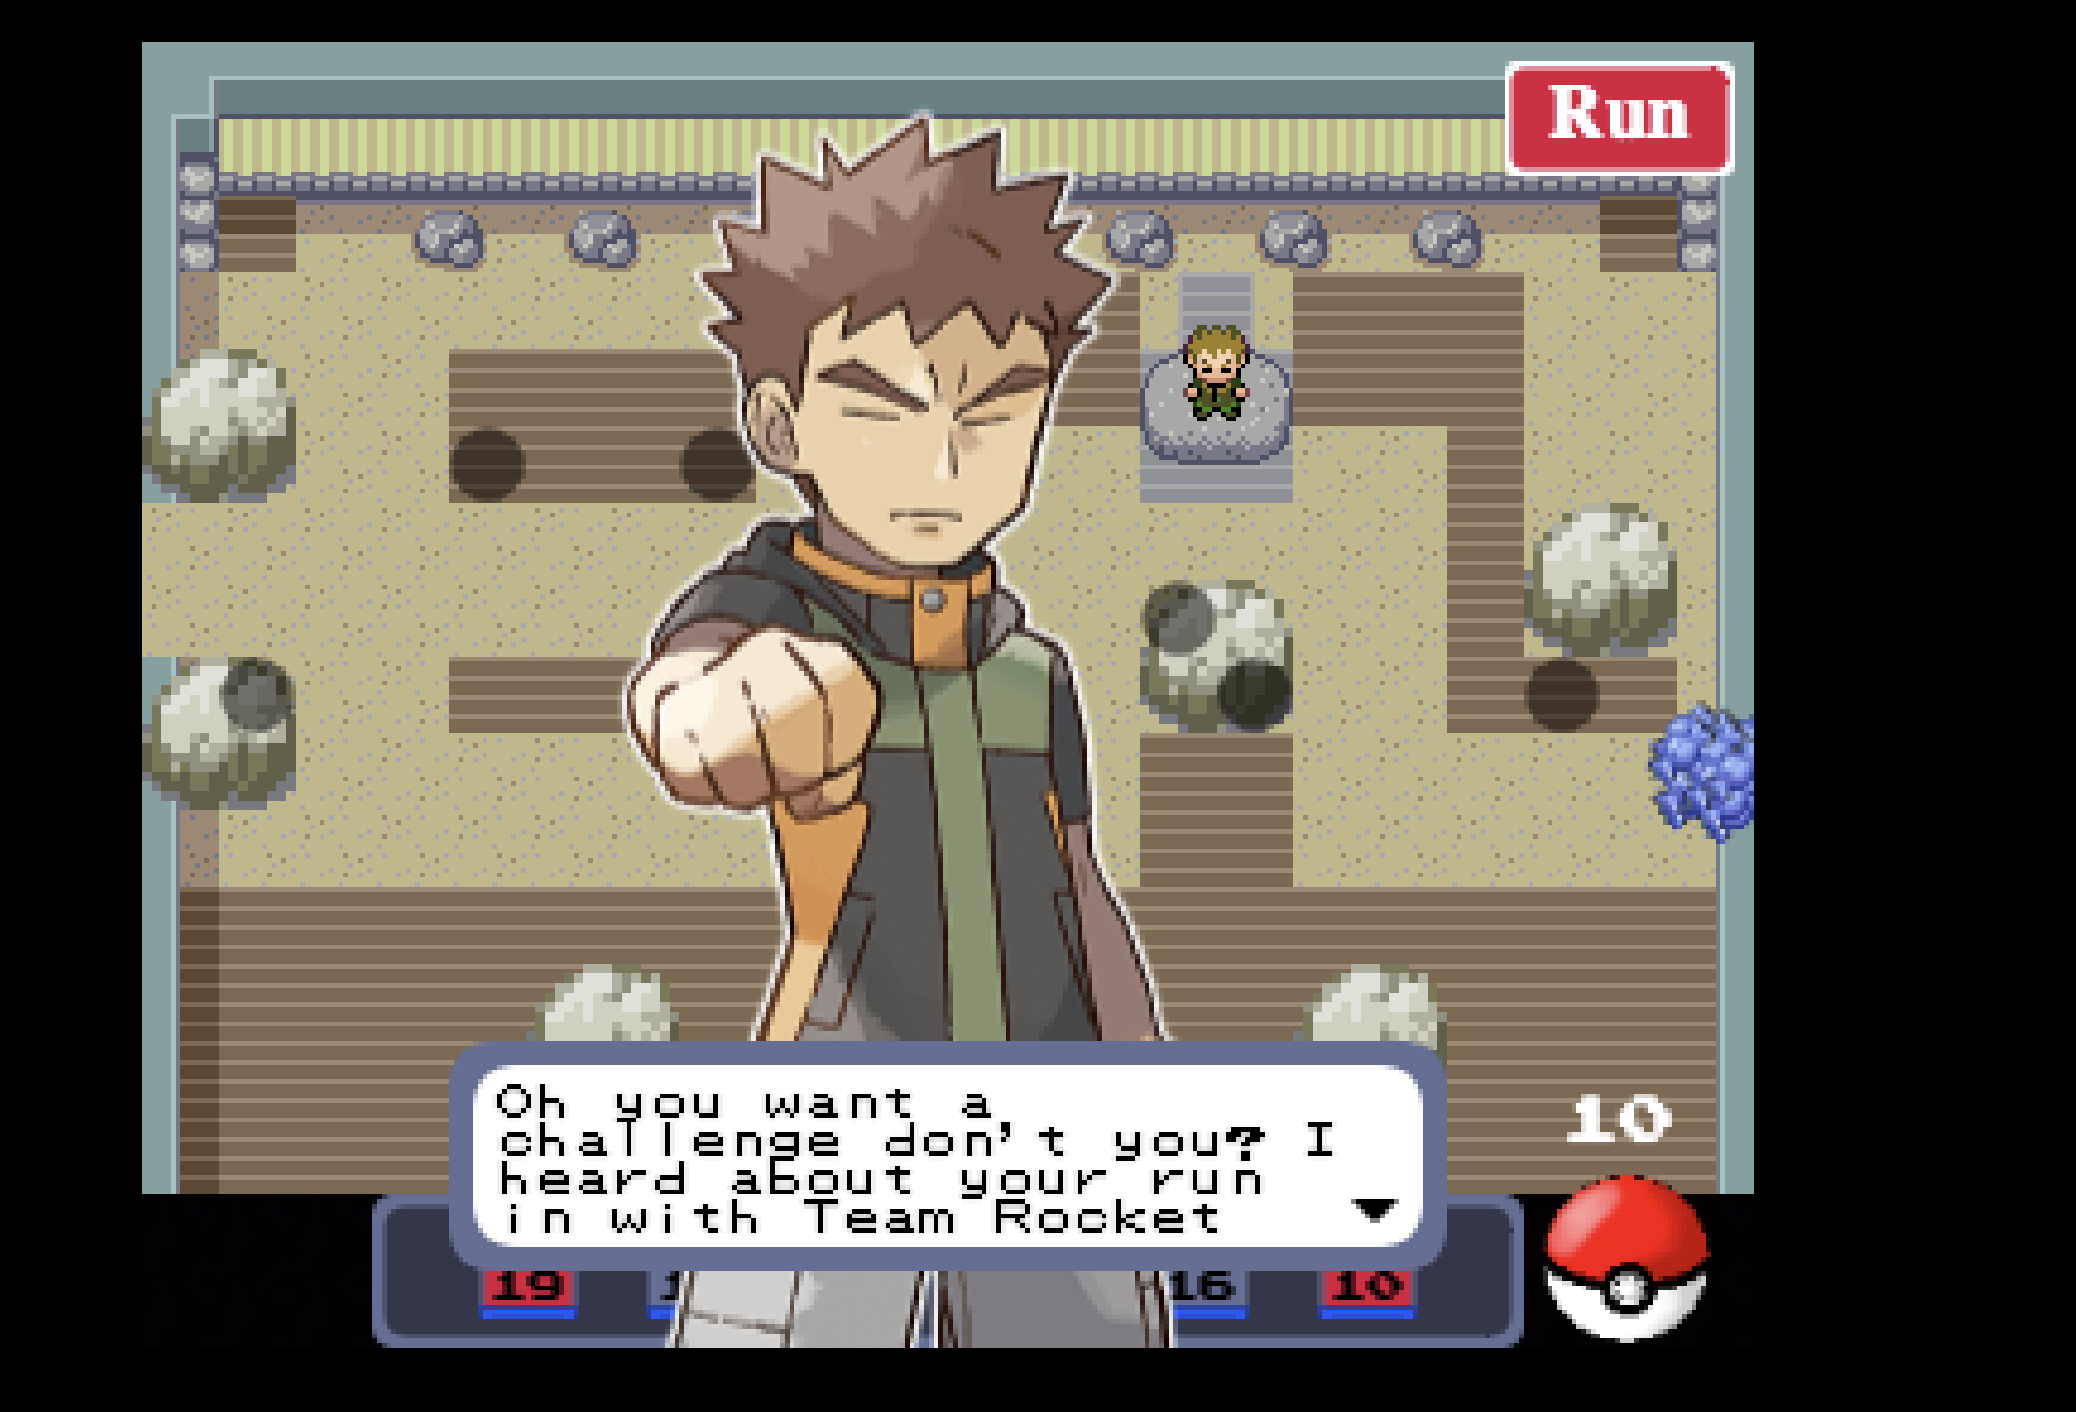 Run
Oh you want a
challenge don't you? I
heard about your run
in with Team Rocket
10
19
16
10